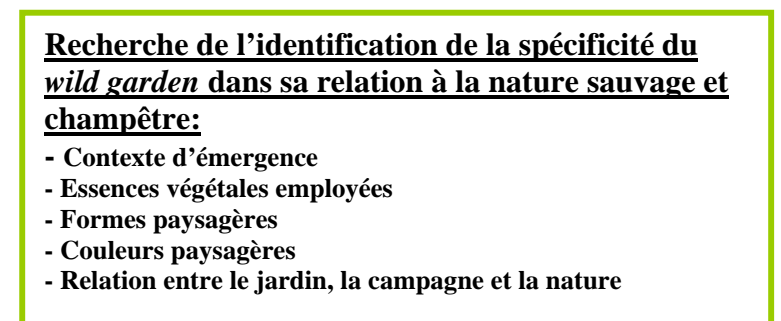 Recherche de l’identification de la spécificité du
wild garden dans sa relation à la nature sauvage et
champêtre:
- Contexte d’émergence
- Essences végétales employées
- Formes paysagères
- Couleurs paysagères
- Relation entre le jardin, la campagne et la nature